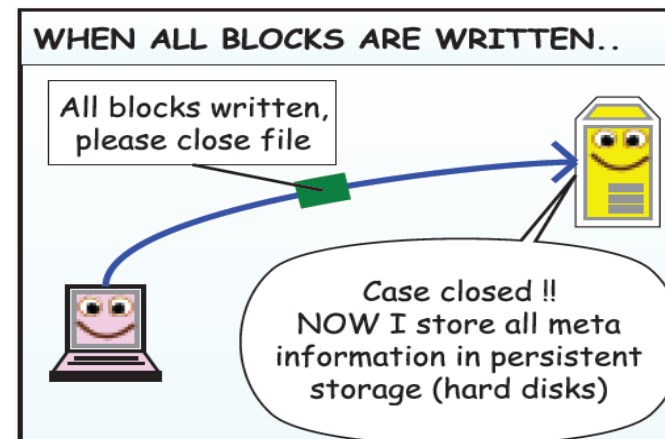 WHEN ALL BLOCKS ARE WRITTEN..
All blocks written,
please close file
Case closed !!
NOW I store all meta
information in persistent
storage (hard disks)